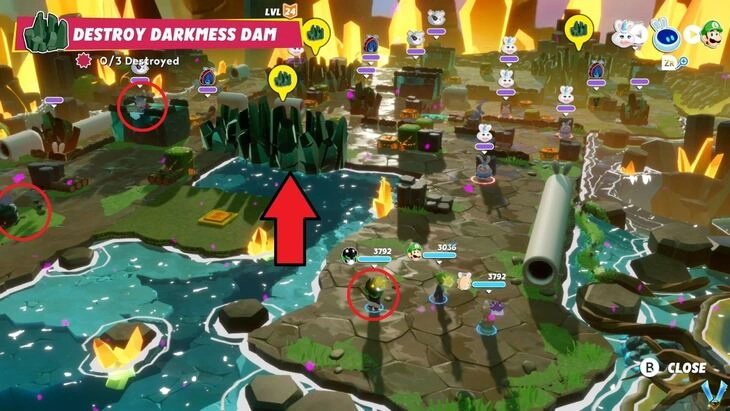 LVL 24
DESTROY DARKMESS DAM
0/3 Destroyed
ZR
3792
3036
3792
B CLOSE